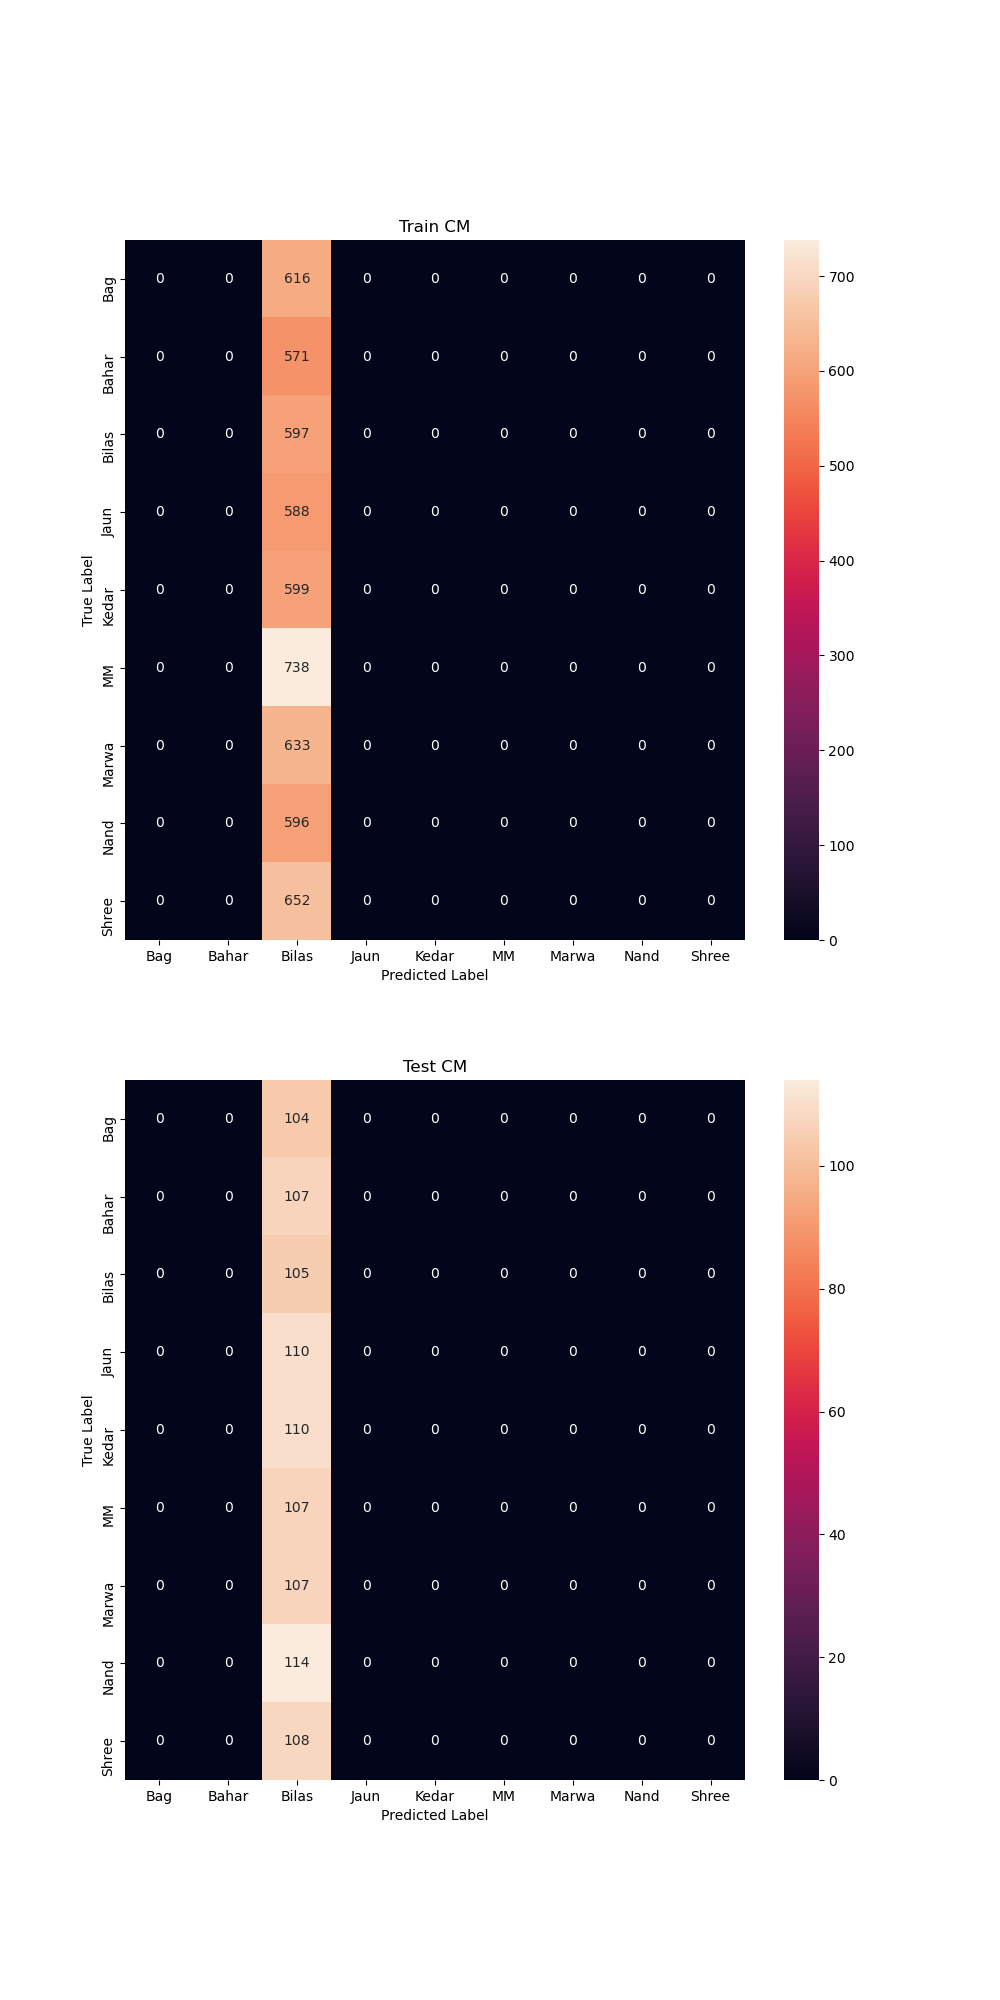 Train CM
Bag 0 0 616 0 0 0 0 0 0
Bahar 0 0 571 0 0 0 0 0 0
Bilas 0 0 597 0 0 0 0 0 0
Jaun 0 0 588 0 0 0 0 0 0
Kedar 0 0 599 0 0 0 0 0 0
MM 0 0 738 0 0 0 0 0 0
Marwa 0 0 633 0 0 0 0 0 0
Nand 0 0 596 0 0 0 0 0 0
Shree 0 0 652 0 0 0 0 0 0
True Label
Bag Bahar Bilas Jaun Kedar MM Marwa Nand Shree
Predicted Label
700
600
500
400
300
200
100
0
Test CM
Bag 0 0 104 0 0 0 0 0 0
Bahar 0 0 107 0 0 0 0 0 0
Bilas 0 0 105 0 0 0 0 0 0
Jaun 0 0 110 0 0 0 0 0 0
Kedar 0 0 110 0 0 0 0 0 0
MM 0 0 107 0 0 0 0 0 0
Marwa 0 0 107 0 0 0 0 0 0
Nand 0 0 114 0 0 0 0 0 0
Shree 0 0 108 0 0 0 0 0 0
True Label
Bag Bahar Bilas Jaun Kedar MM Marwa Nand Shree
Predicted Label
100
80
60
40
20
0